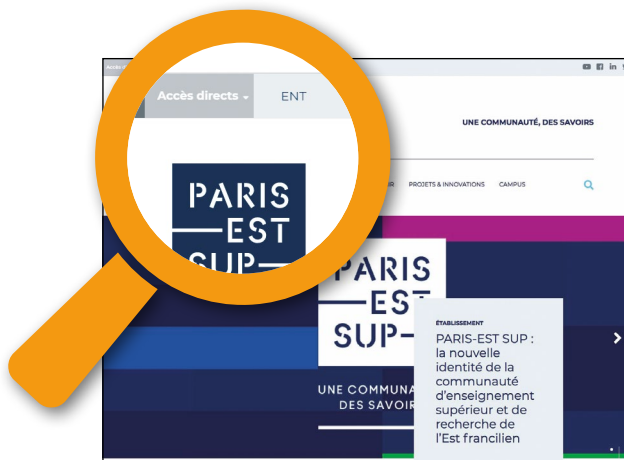 Accès directs ENT
UNE COMMUNAUTÉ, DES SAVOIRS
PROJETS & INNOVATIONS CAMPUS
PARIS
EST
SUP
PARIS
EST
SUP
ÉTABLISSEMENT
PARIS-EST SUP :
la nouvelle
identité de la
communauté
d'enseignement
supérieur et de
recherche de
l'Est francilien
UNE COMMUNA
DES SAVOIR